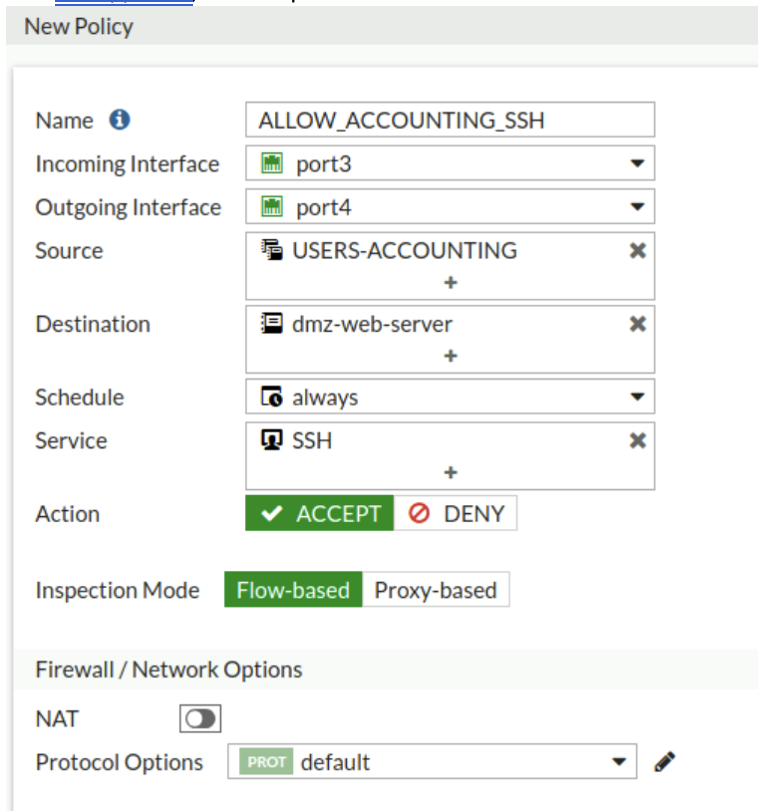 New Policy
Name
ALLOW_ACCOUNTING_SSH
Incoming Interface
port3
Outgoing Interface
port4
Source
USERS-ACCOUNTING
+
Destination
dmz-web-server
+
Schedule
always
Service
SSH
+
Action
ACCEPT
DENY
Inspection Mode
Flow-based
Proxy-based
Firewall / Network Options
NAT
Protocol Options
PROT
default